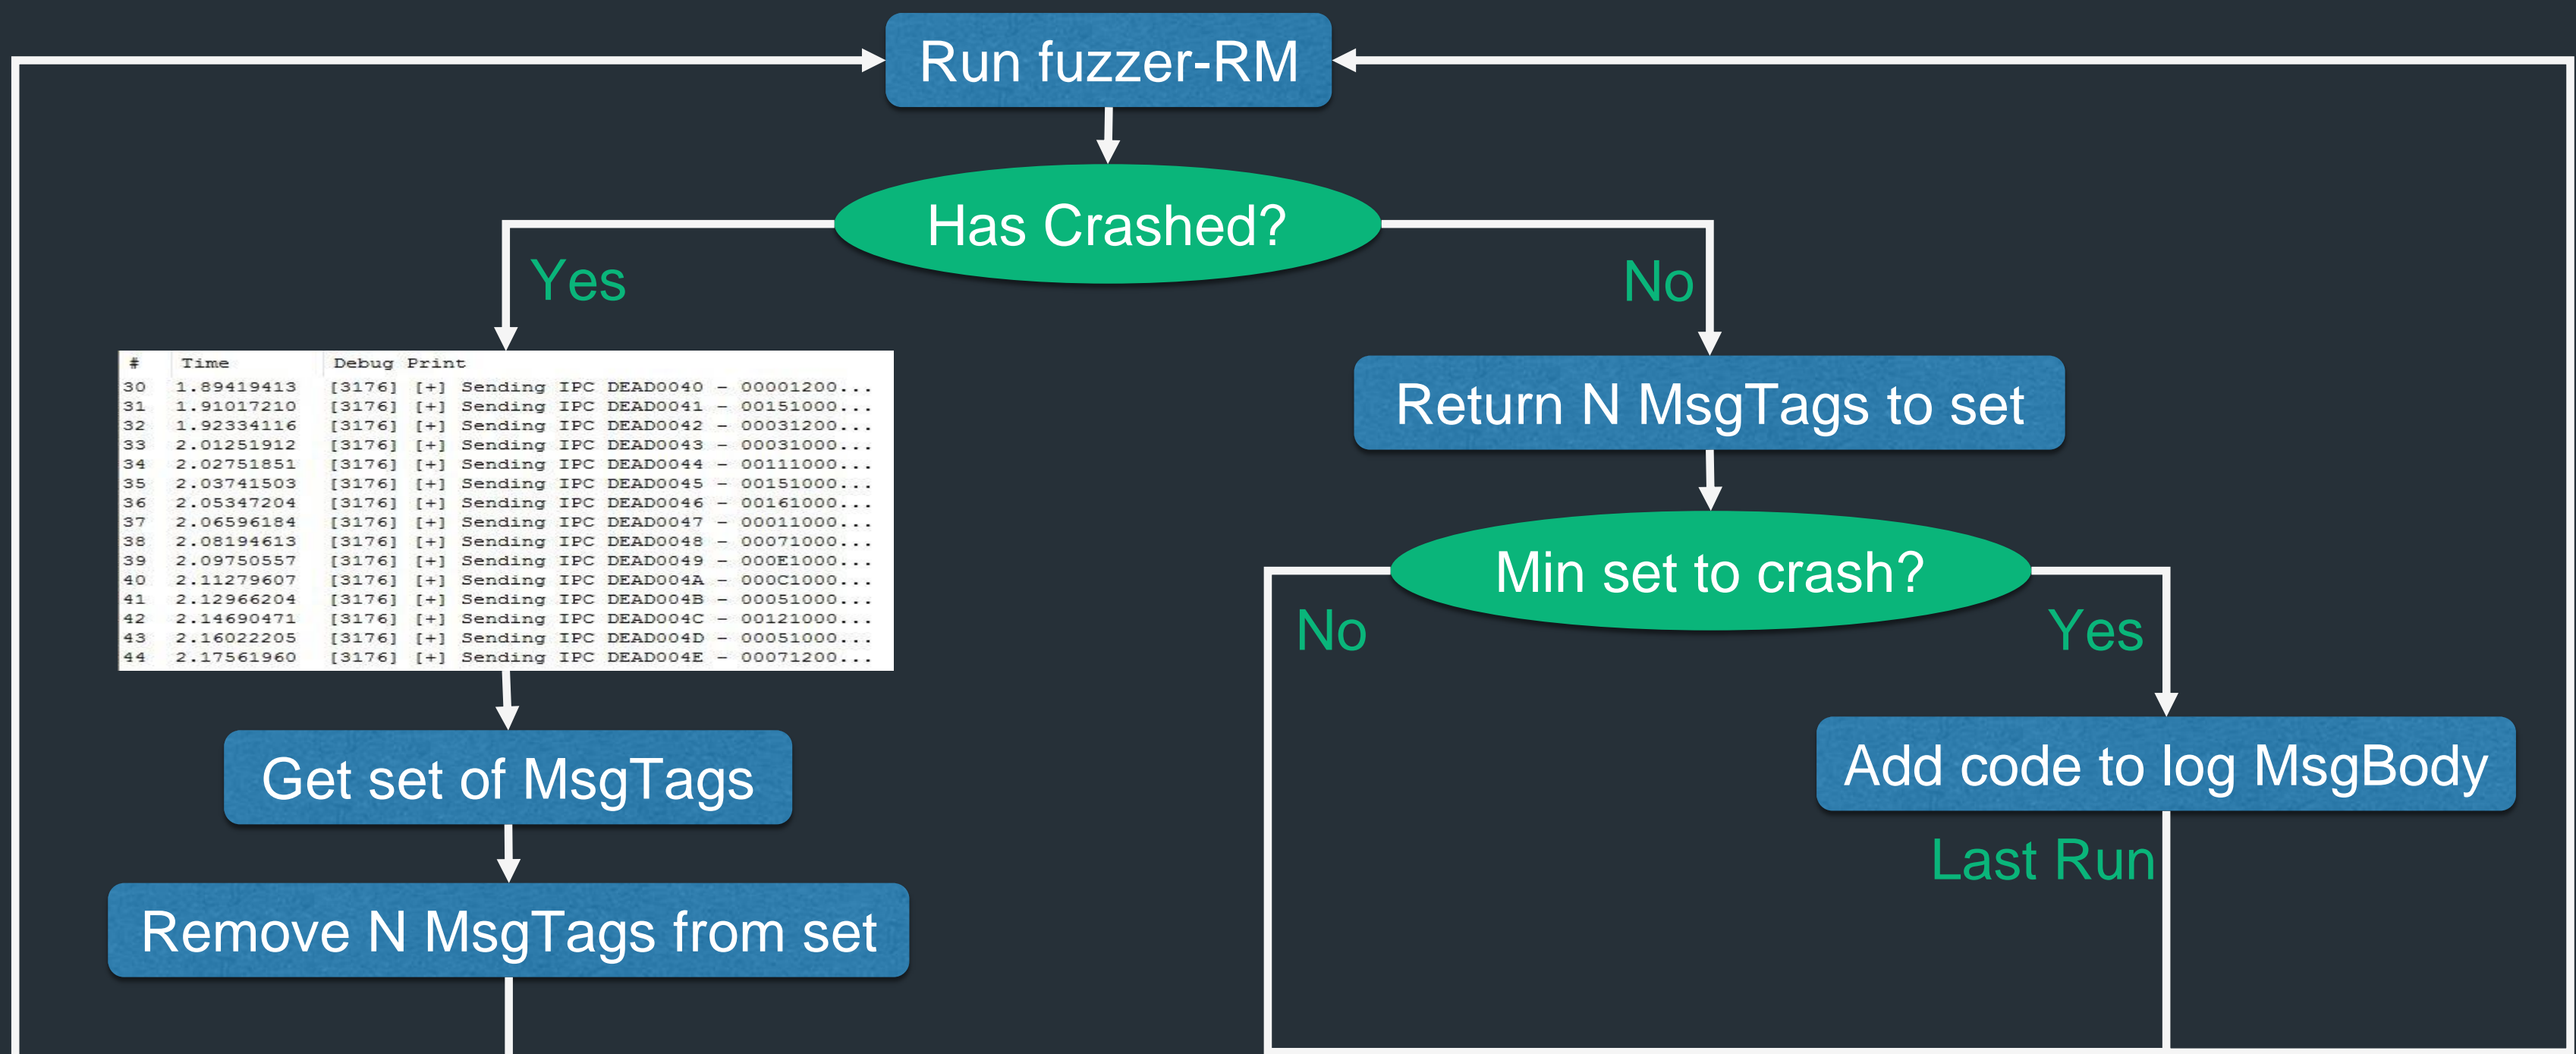 Run fuzzer-RM
Has Crashed?
Yes
No
# Time Debug Print
30 1.89419413 [3176] [+] Sending IPC DEAD0040 - 00001200...
31 1.91017210 [3176] [+] Sending IPC DEAD0041 - 00151000...
32 1.92334116 [3176] [+] Sending IPC DEAD0042 - 00031200...
33 2.01251912 [3176] [+] Sending IPC DEAD0043 - 00031000...
34 2.02751851 [3176] [+] Sending IPC DEAD0044 - 00111000...
35 2.03741503 [3176] [+] Sending IPC DEAD0045 - 00151000...
36 2.05347204 [3176] [+] Sending IPC DEAD0046 - 00161000...
37 2.06596184 [3176] [+] Sending IPC DEAD0047 - 00011000...
38 2.08194613 [3176] [+] Sending IPC DEAD0048 - 00071000...
39 2.09750557 [3176] [+] Sending IPC DEAD0049 - 000E1000...
40 2.11279607 [3176] [+] Sending IPC DEAD004A - 000C1000...
41 2.12966204 [3176] [+] Sending IPC DEAD004B - 00051000...
42 2.14690471 [3176] [+] Sending IPC DEAD004C - 00121000...
43 2.16022205 [3176] [+] Sending IPC DEAD004D - 00051000...
44 2.17561960 [3176] [+] Sending IPC DEAD004E - 00071200...
Get set of MsgTags
Remove N MsgTags from set
Return N MsgTags to set
Min set to crash?
No
Yes
Add code to log MsgBody
Last Run